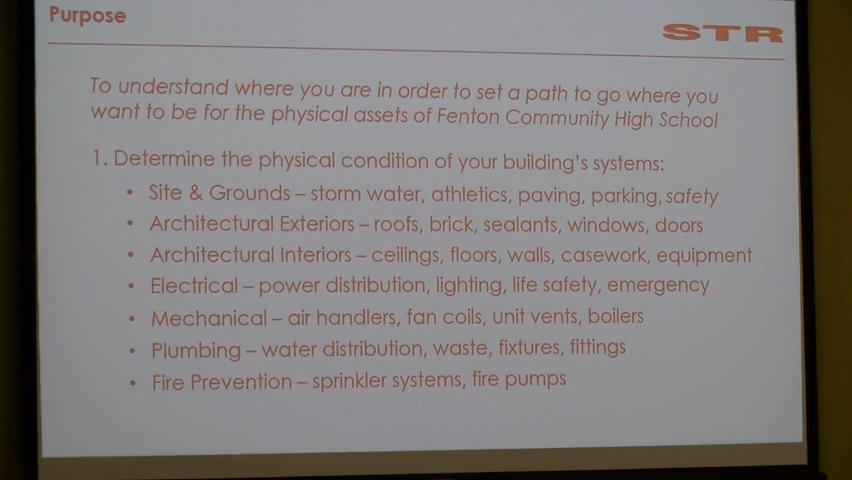 Purpose
STR
To understand where you are in order to set a path to go where you
want to be for the physical assets of Fenton Community High School
1. Determine the physical condition of your building's systems:
• Site & Grounds – storm water, athletics, paving, parking, safety
• Architectural Exteriors – roofs, brick, sealants, windows, doors
• Architectural Interiors – ceilings, floors, walls, casework, equipment
• Electrical – power distribution, lighting, life safety, emergency
• Mechanical – air handlers, fan coils, unit vents, boilers
• Plumbing – water distribution, waste, fixtures, fittings
• Fire Prevention – sprinkler systems, fire pumps